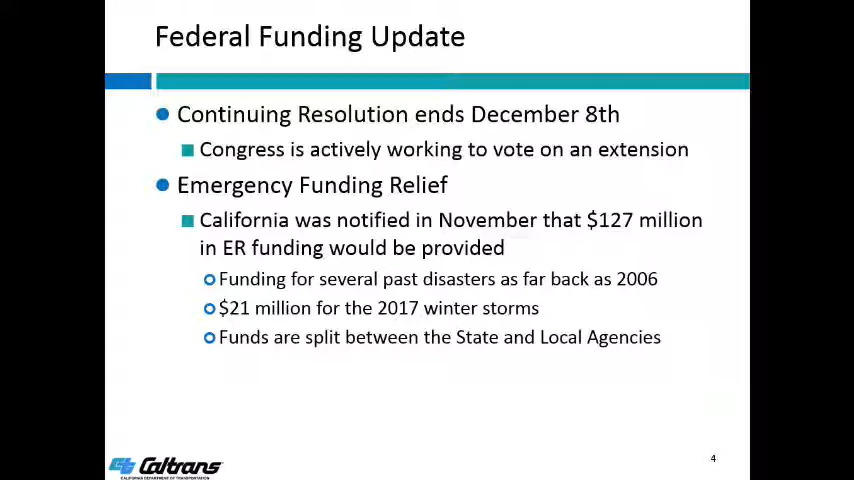 Federal Funding Update
Continuing Resolution ends December 8th
Congress is actively working to vote on an extension
Emergency Funding Relief
California was notified in November that $127 million
in ER funding would be provided
Funding for several past disasters as far back as 2006
$21 million for the 2017 winter storms
Funds are split between the State and Local Agencies
4
Caltrans
CALIFORNIA DEPARTMENT OF TRANSPORTATION